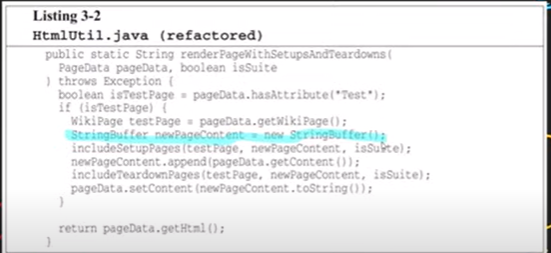 Listing 3-2
HtmlUtil.java (refactored)
public static String renderPageWithSetupsAndTeardowns(
PageData pageData, boolean isSuite
) throws Exception {
boolean isTestPage = pageData.hasAttribute("Test");
if (isTestPage) {
WikiPage testPage = pageData.getWikiPage();
StringBuffer newPageContent = new StringBuffer();
includeSetupPages(testPage, newPageContent, isSuite);
newPageContent.append(pageData.getContent());
includeTeardownPages(testPage, newPageContent, isSuite);
pageData.setContent(newPageContent.toString());
}
return pageData.getHtml();
}